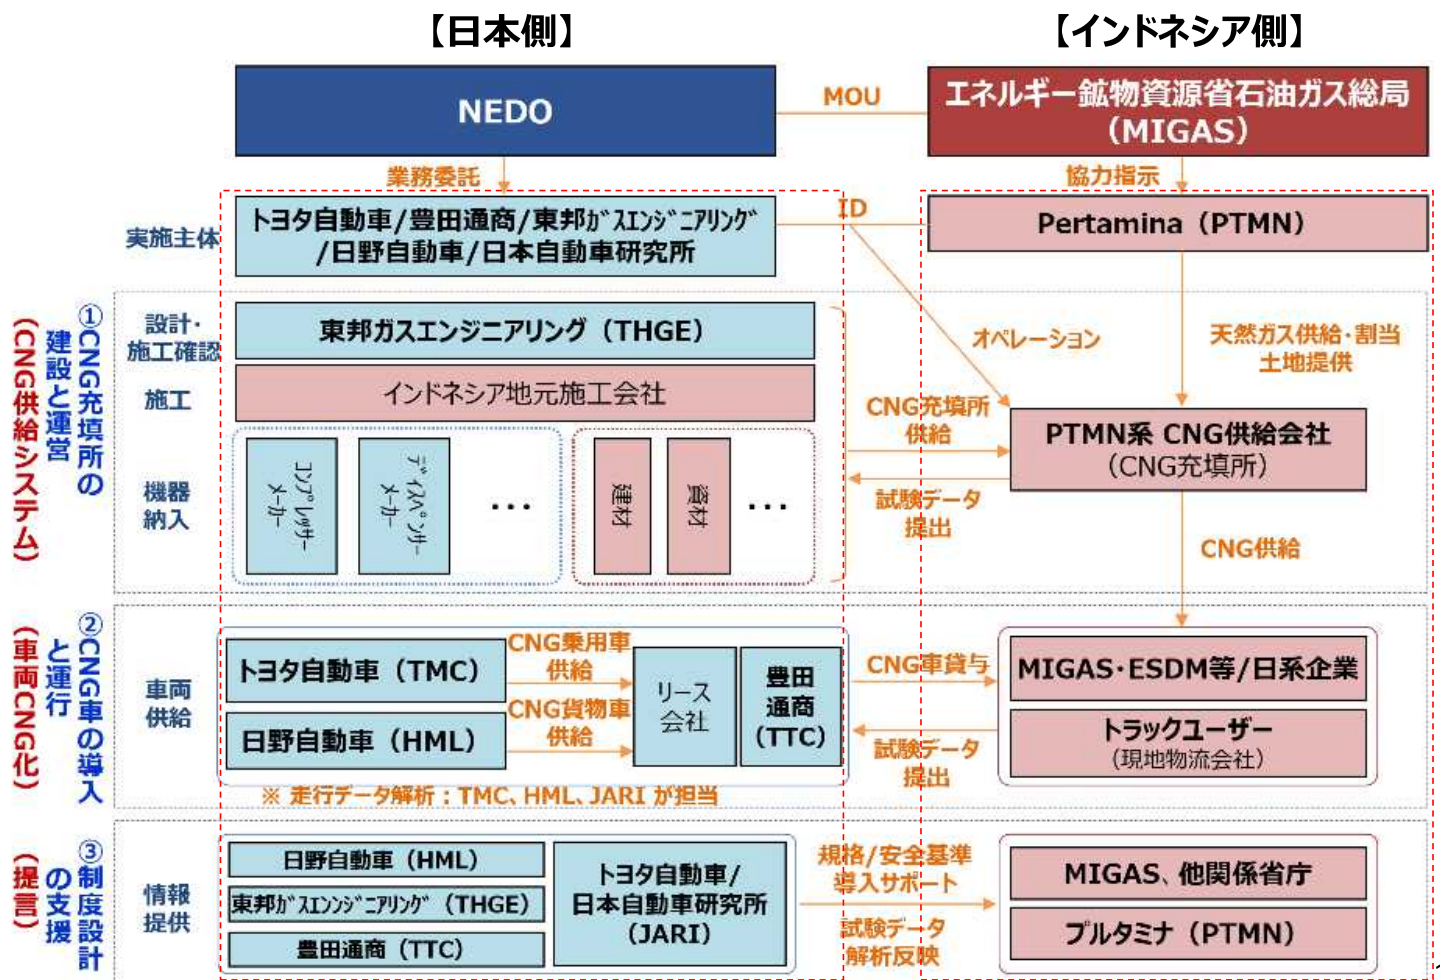 【日本側】
【インドネシア側】
NEDO
MOU
エネルギー鉱物資源省石油ガス総局
（MIGAS）
業務委託
協力指示
実施主体
トヨタ自動車/豊田通商/東邦ｶﾞｽｴﾝｼﾞﾆｱﾘﾝｸﾞ
/日野自動車/日本自動車研究所
ID
Pertamina（PTMN）
①CNG充填所の
建設と運営
（CNG供給システム）
設計・
施工確認
東邦ガスエンジニアリング（THGE）
オペレーション
天然ガス供給・割当
土地提供
施工
インドネシア地元施工会社
CNG充填所
供給
PTMN系 CNG供給会社
（CNG充填所）
機器
納入
ｺﾝﾌﾟﾚｯｻｰ
ﾒｰｶｰ
ﾃﾞｨｽﾍﾟﾝｻｰ
ﾒｰｶｰ
･･･
建材
資材
･･･
試験データ
提出
CNG供給
②CNG車の導入
と運行
（車両CNG化）
車両
供給
トヨタ自動車（TMC）
CNG乗用車
供給
日野自動車（HML）
CNG貨物車
供給
リース
会社
豊田
通商
(TTC)
CNG車貸与
試験データ
提出
MIGAS・ESDM等/日系企業
トラックユーザー
（現地物流会社）
※ 走行データ解析：TMC、HML、JARI が担当
③制度設計
の支援
（提言）
情報
提供
日野自動車（HML）
東邦ｶﾞｽｴﾝﾝｼﾞﾆｱﾘﾝｸﾞ（THGE）
豊田通商（TTC）
トヨタ自動車/
日本自動車研究所
(JARI)
規格/安全基準
導入サポート
試験データ
解析反映
MIGAS、他関係省庁
プルタミナ（PTMN）